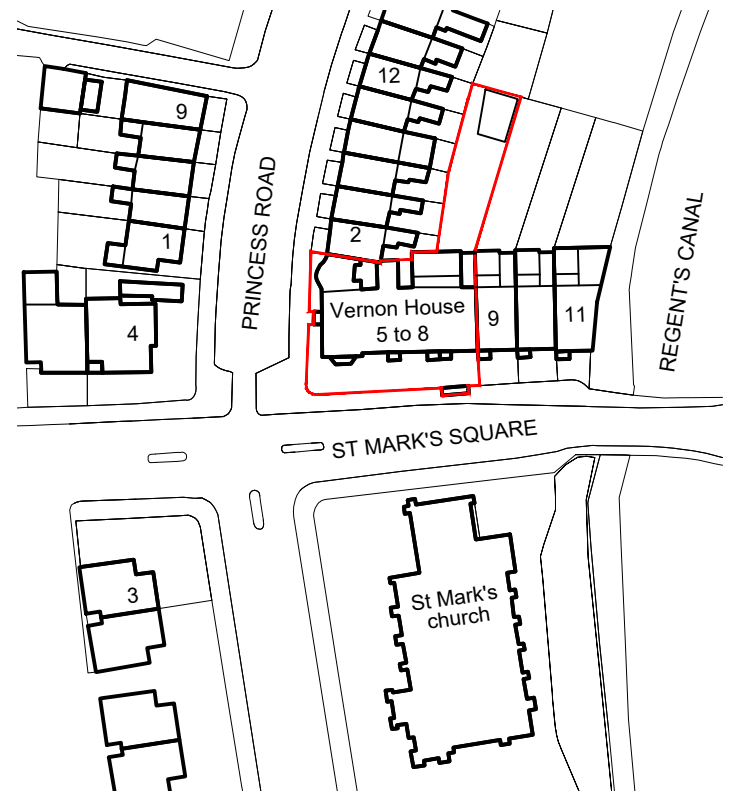 12
9
PRINCESS ROAD
REGENT'S CANAL
2
1
Vernon House
5 to 8
9
11
4
ST MARK'S SQUARE
3
St Mark's
church